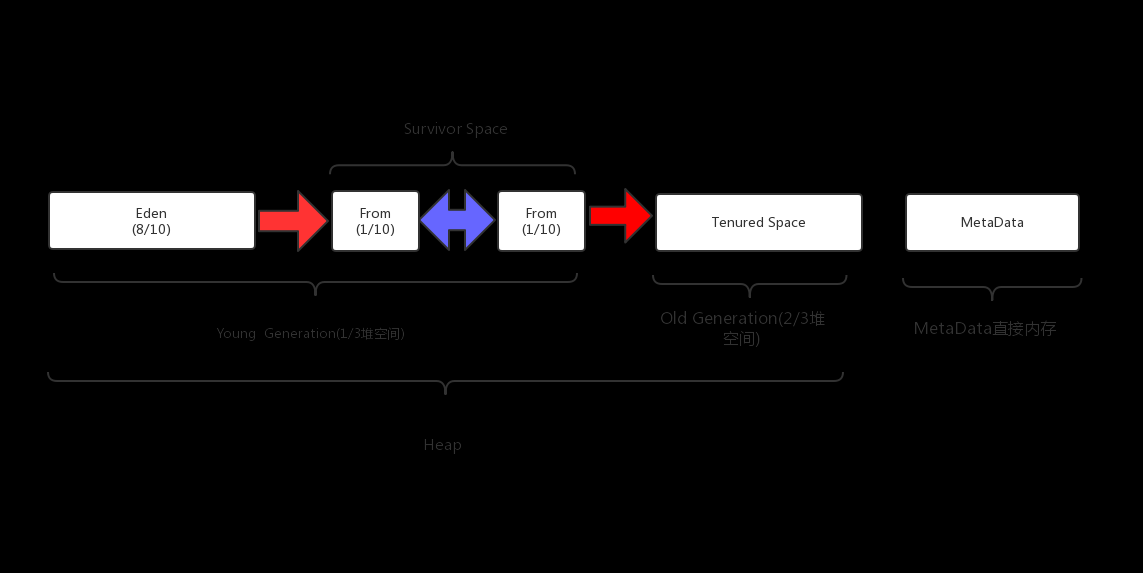 Survivor Space
Eden
(8/10)
From
(1/10)
From
(1/10)
Tenured Space
MetaData
Young Generation(1/3堆空间)
Old Generation(2/3堆
空间)
MetaData直接内存
Heap